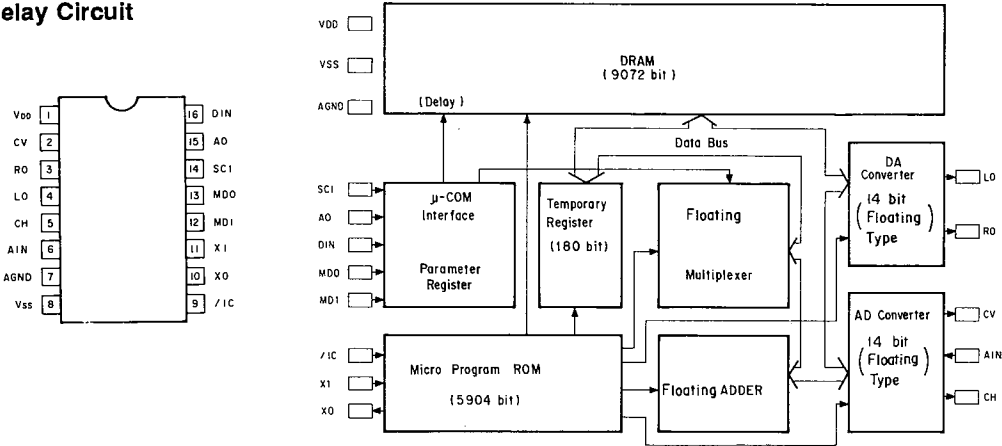 elay Circuit
VDD 1
CV 2
RO 3
LO 4
CH 5
AIN 6
AGND 7
VSS 8
16 DIN
15 AO
14 SCI
13 MDO
12 MDI
11 XI
10 XO
9 /IC
VDD
VSS
AGND
DRAM
(9072 bit)
(Delay)
Data Bus
SCI
AO
DIN
MDO
MDI
μ-COM
Interface
Parameter
Register
Temporary
Register
(180 bit)
Floating
Multiplexer
DA
Converter
14 bit
(Floating)
Type
LO
RO
/IC
XI
XO
Micro Program ROM
(5904 bit)
Floating ADDER
AD Converter
14 bit
(Floating)
Type
CV
AIN
CH